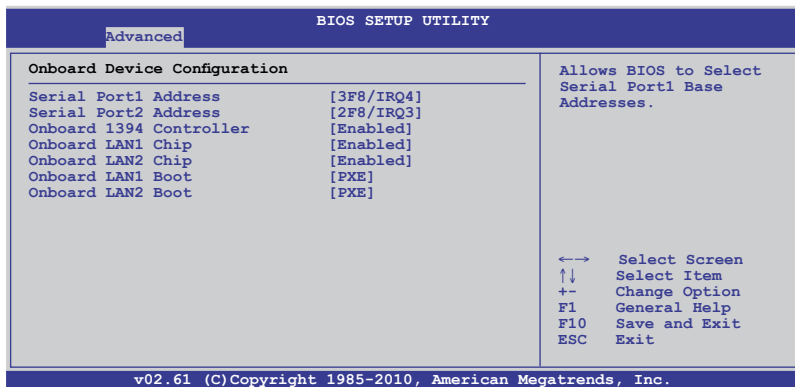 BIOS SETUP UTILITY
Advanced
Onboard Device Configuration
Serial Port1 Address [3F8/IRQ4]
Serial Port2 Address [2F8/IRQ3]
Onboard 1394 Controller [Enabled]
Onboard LAN1 Chip [Enabled]
Onboard LAN2 Chip [Enabled]
Onboard LAN1 Boot [PXE]
Onboard LAN2 Boot [PXE]
Allows BIOS to Select
Serial Port1 Base
Addresses.
←→ Select Screen
↑↓ Select Item
+- Change Option
F1 General Help
F10 Save and Exit
ESC Exit
v02.61 (C)Copyright 1985-2010, American Megatrends, Inc.